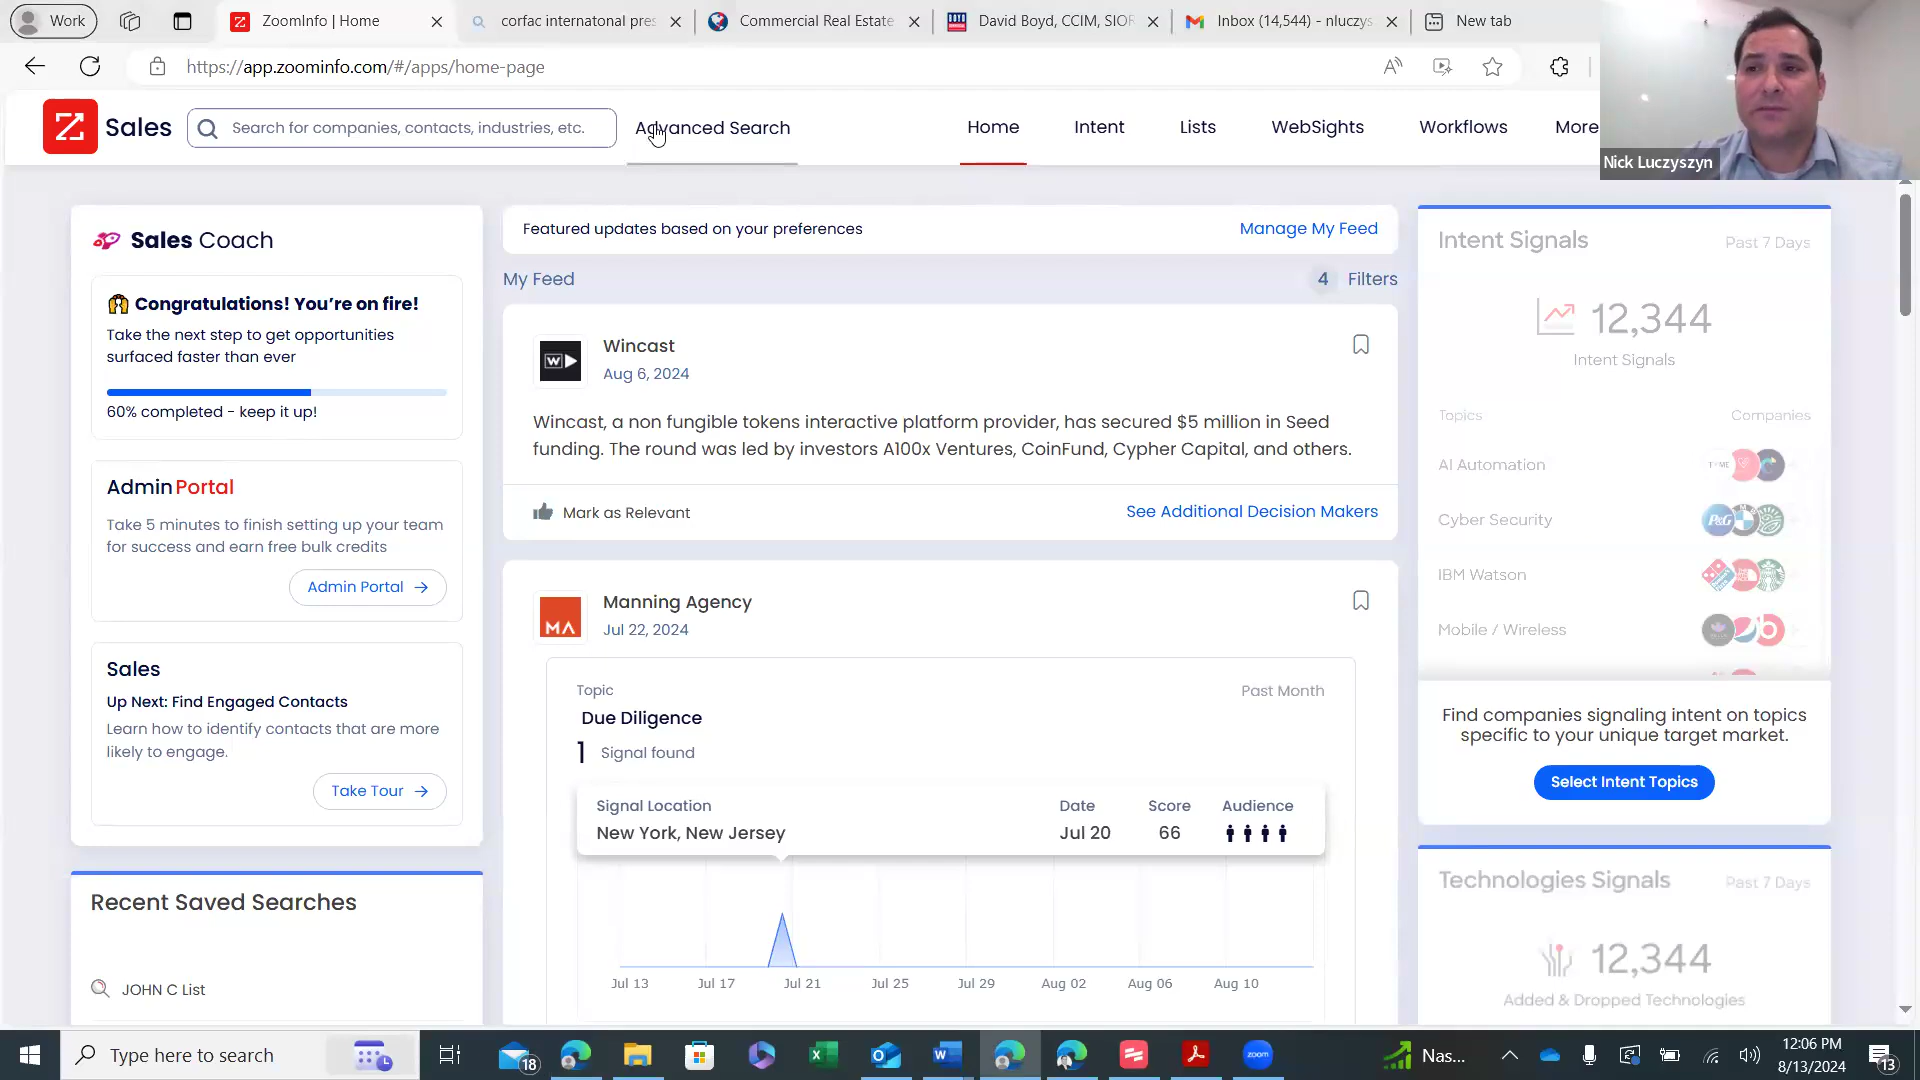 Work
ZoomInfo | Home
corfac internatonal pres
Commercial Real Estate
David Boyd, CCIM, SIOR
Inbox (14,544) - nluczys
New tab
https://app.zoominfo.com/#/apps/home-page
Sales
Search for companies, contacts, industries, etc.
Advanced Search
Home
Intent
Lists
WebSights
Workflows
More
Nick Luczyszyn
Sales Coach
Congratulations! You're on fire!
Take the next step to get opportunities
surfaced faster than ever
60% completed - keep it up!
Admin Portal
Take 5 minutes to finish setting up your team
for success and earn free bulk credits
Admin Portal →
Sales
Up Next: Find Engaged Contacts
Learn how to identify contacts that are more
likely to engage.
Take Tour →
Recent Saved Searches
JOHN C List
Featured updates based on your preferences
Manage My Feed
My Feed
4 Filters
Wincast
Aug 6, 2024
Wincast, a non fungible tokens interactive platform provider, has secured $5 million in Seed
funding. The round was led by investors A100x Ventures, CoinFund, Cypher Capital, and others.
Mark as Relevant
See Additional Decision Makers
MA
Manning Agency
Jul 22, 2024
Topic
Past Month
Due Diligence
1 Signal found
Signal Location
Date
Score
Audience
New York, New Jersey
Jul 20
66
Jul 13
Jul 17
Jul 21
Jul 25
Jul 29
Aug 02
Aug 06
Aug 10
Intent Signals
Past 7 Days
12,344
Intent Signals
Topics
Companies
AI Automation
Cyber Security
P&G
IBM Watson
Mobile / Wireless
Find companies signaling intent on topics
specific to your unique target market.
Select Intent Topics
Technologies Signals
Past 7 Days
12,344
Added & Dropped Technologies
Type here to search
18
zoom
Nas...
12:06 PM
8/13/2024
13